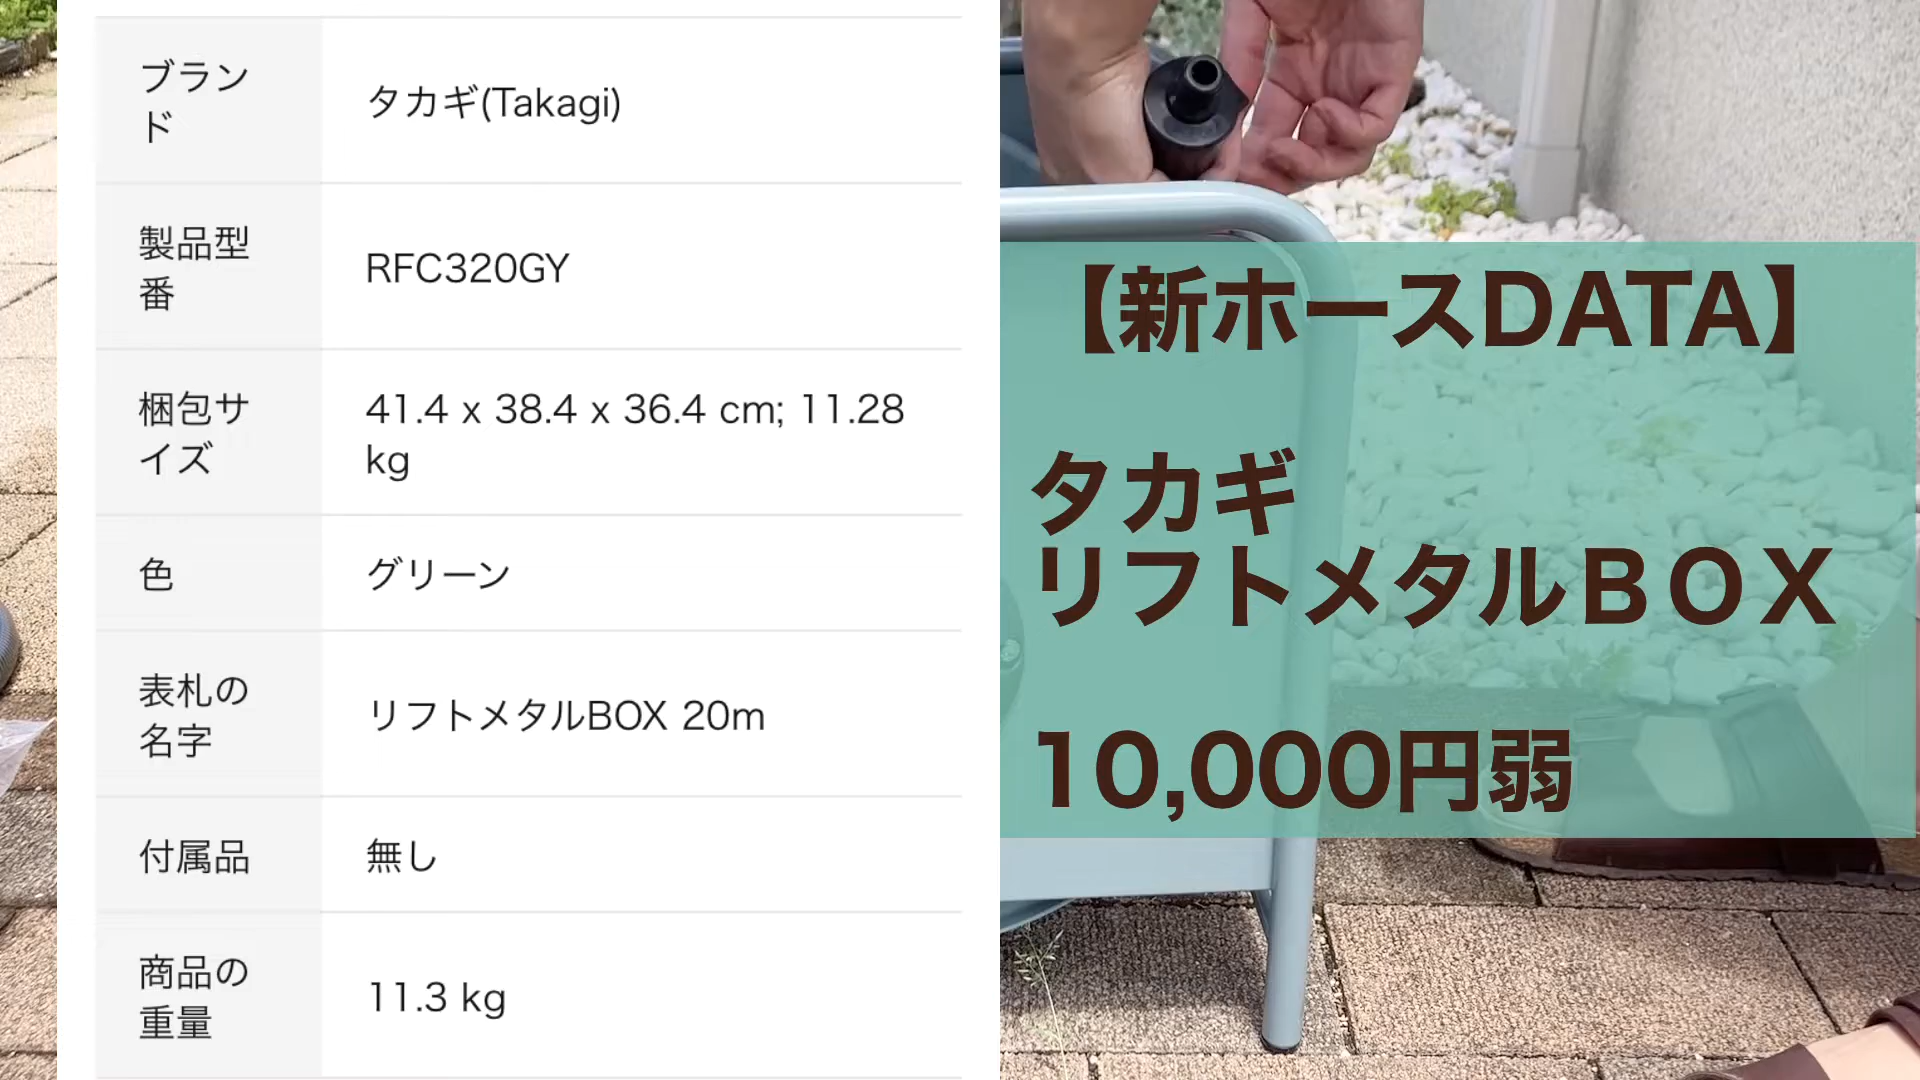 ブラン
ド
タカギ(Takagi)
製品型
番
RFC320GY
梱包サ
イズ
41.4 x 38.4 x 36.4 cm; 11.28
kg
色
グリーン
表札の
名字
リフトメタルBOX 20m
付属品
無し
商品の
重量
11.3 kg
【新ホースDATA】
タカギ
リフトメタルＢＯＸ
10,000円弱